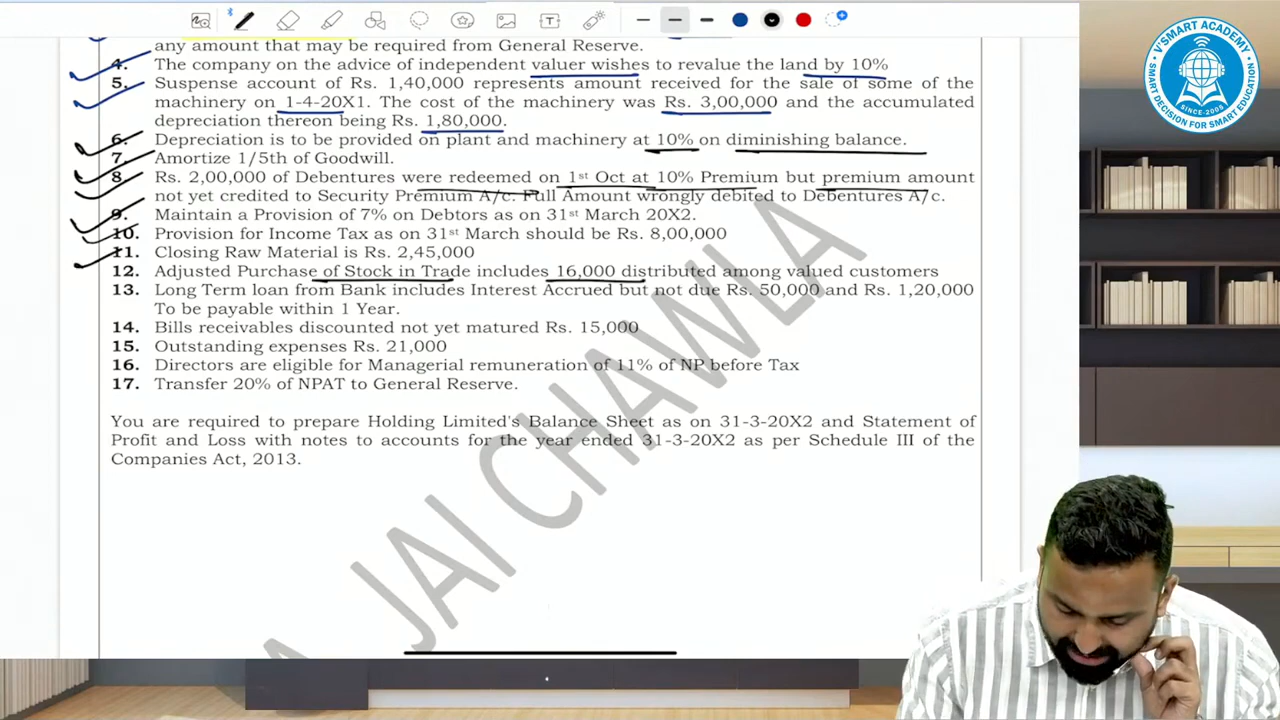 any amount that may be required from General Reserve.
4. The company on the advice of independent valuer wishes to revalue the land by 10%
5. Suspense account of Rs. 1,40,000 represents amount received for the sale of some of the
machinery on 1-4-20X1. The cost of the machinery was Rs. 3,00,000 and the accumulated
depreciation thereon being Rs. 1,80,000.
6. Depreciation is to be provided on plant and machinery at 10% on diminishing balance.
7. Amortize 1/5th of Goodwill.
8. Rs. 2,00,000 of Debentures were redeemed on 1st Oct at 10% Premium but premium amount
not yet credited to Security Premium A/c. Full Amount wrongly debited to Debentures A/c.
9. Maintain a Provision of 7% on Debtors as on 31st March 20X2.
10. Provision for Income Tax as on 31st March should be Rs. 8,00,000
11. Closing Raw Material is Rs. 2,45,000
12. Adjusted Purchase of Stock in Trade includes 16,000 distributed among valued customers
13. Long Term loan from Bank includes Interest Accrued but not due Rs. 50,000 and Rs. 1,20,000
To be payable within 1 Year.
14. Bills receivables discounted not yet matured Rs. 15,000
15. Outstanding expenses Rs. 21,000
16. Directors are eligible for Managerial remuneration of 11% of NP before Tax
17. Transfer 20% of NPAT to General Reserve.
You are required to prepare Holding Limited's Balance Sheet as on 31-3-20X2 and Statement of
Profit and Loss with notes to accounts for the year ended 31-3-20X2 as per Schedule III of the
Companies Act, 2013.
JAI CHAWLA
V'SMART ACADEMY
SINCE-2005
SMART DECISION FOR SMART EDUCATION